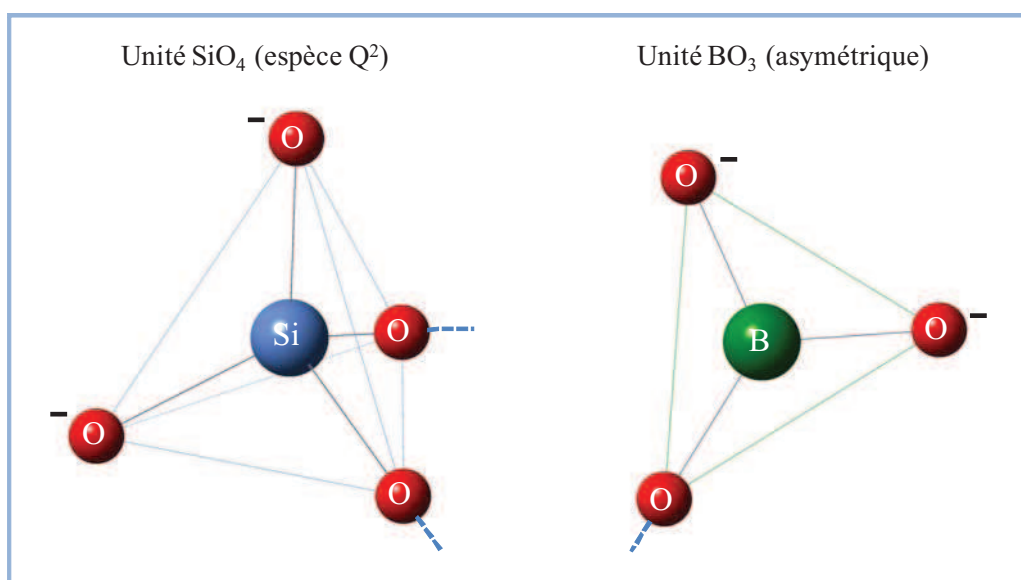 Unité SiO₄ (espèce Q²)
Unité BO₃ (asymétrique)
– O
Si
O
– O
O
O –
B
O –
O